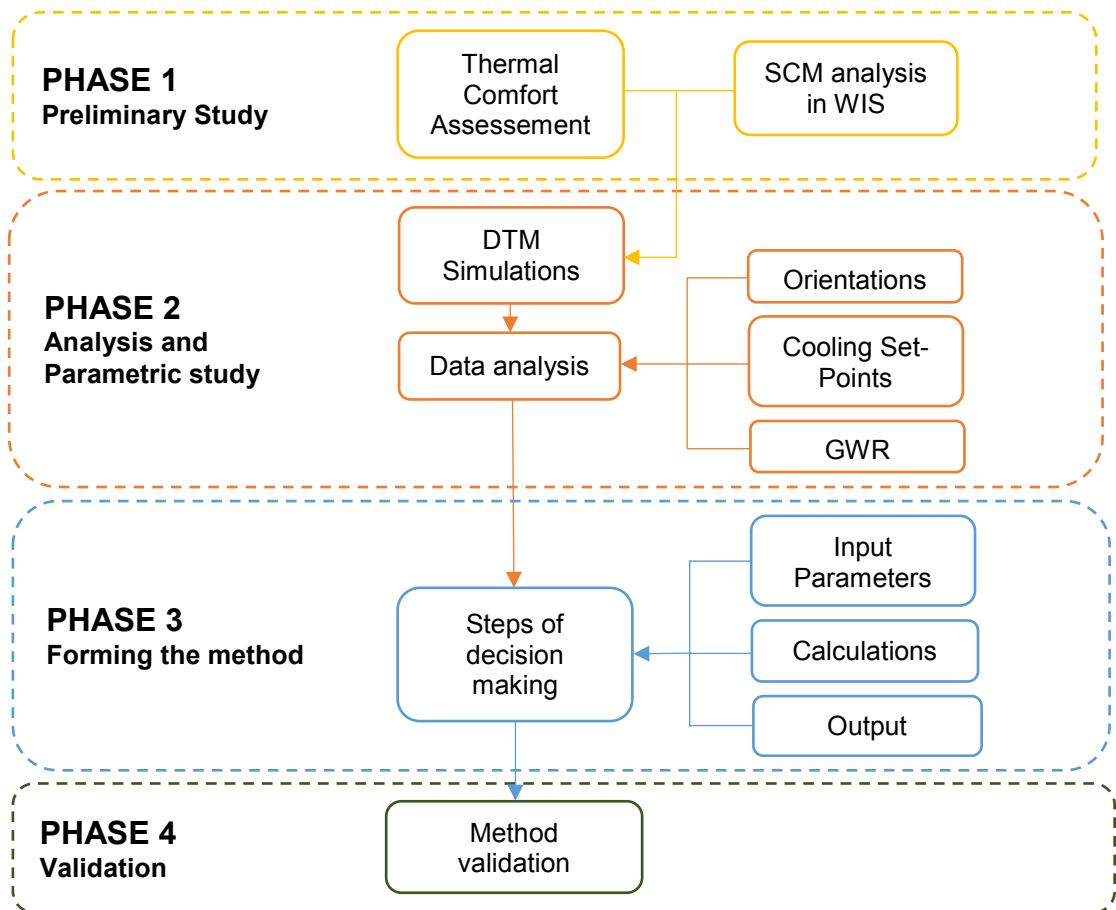 PHASE 1
Preliminary Study
Thermal
Comfort
Assessement
SCM analysis
in WIS
PHASE 2
Analysis and
Parametric study
DTM
Simulations
Data analysis
Orientations
Cooling Set-
Points
GWR
PHASE 3
Forming the method
Steps of
decision
making
Input
Parameters
Calculations
Output
PHASE 4
Validation
Method
validation